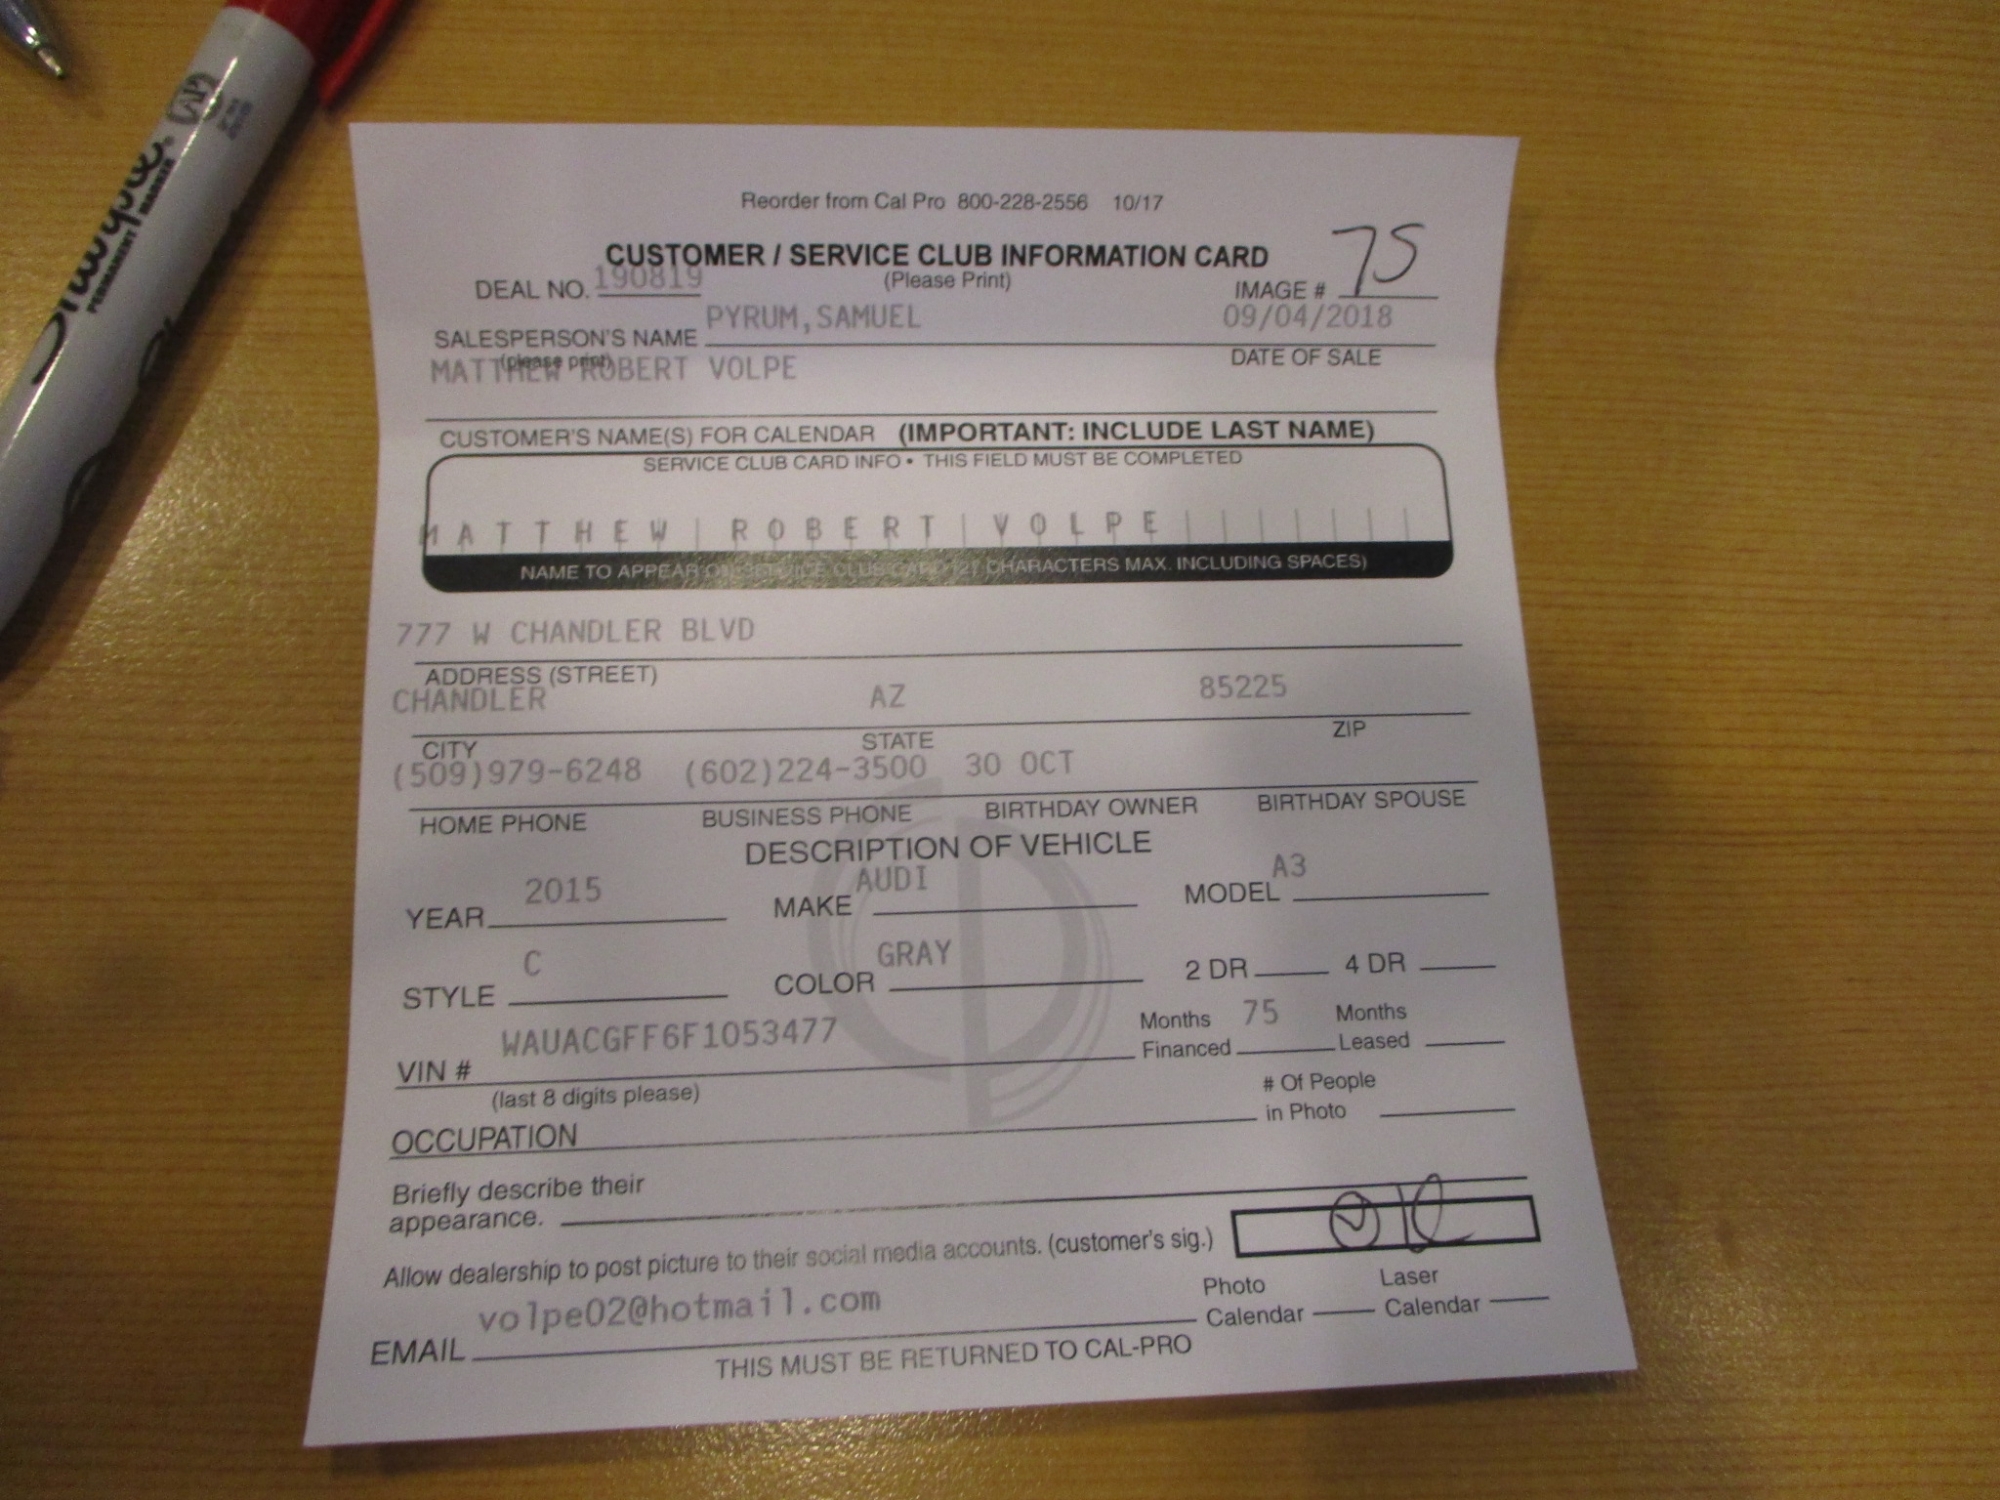 Sharpie
PERMANENT MARKER
AP
Reorder from Cal Pro 800-228-2556 10/17
CUSTOMER / SERVICE CLUB INFORMATION CARD
(Please Print)
DEAL NO. 190819
IMAGE # 75
SALESPERSON'S NAME PYRUM,SAMUEL 09/04/2018
(please print) DATE OF SALE
MATTHEW ROBERT VOLPE
CUSTOMER'S NAME(S) FOR CALENDAR (IMPORTANT: INCLUDE LAST NAME)
SERVICE CLUB CARD INFO • THIS FIELD MUST BE COMPLETED
MATTHEW ROBERT VOLPE
NAME TO APPEAR ON SERVICE CLUB CARD (27 CHARACTERS MAX. INCLUDING SPACES)
777 W CHANDLER BLVD
ADDRESS (STREET)
CHANDLER AZ 85225
CITY STATE ZIP
(509)979-6248 (602)224-3500 30 OCT
HOME PHONE BUSINESS PHONE BIRTHDAY OWNER BIRTHDAY SPOUSE
DESCRIPTION OF VEHICLE
YEAR 2015 MAKE AUDI MODEL A3
STYLE C COLOR GRAY 2 DR 4 DR
VIN # WAUACGFF6F1053477 Months Financed 75 Months Leased
(last 8 digits please)
OCCUPATION # Of People in Photo
Briefly describe their
appearance.
Allow dealership to post picture to their social media accounts. (customer's sig.)
EMAIL volpe02@hotmail.com Photo Calendar Laser Calendar
THIS MUST BE RETURNED TO CAL-PRO